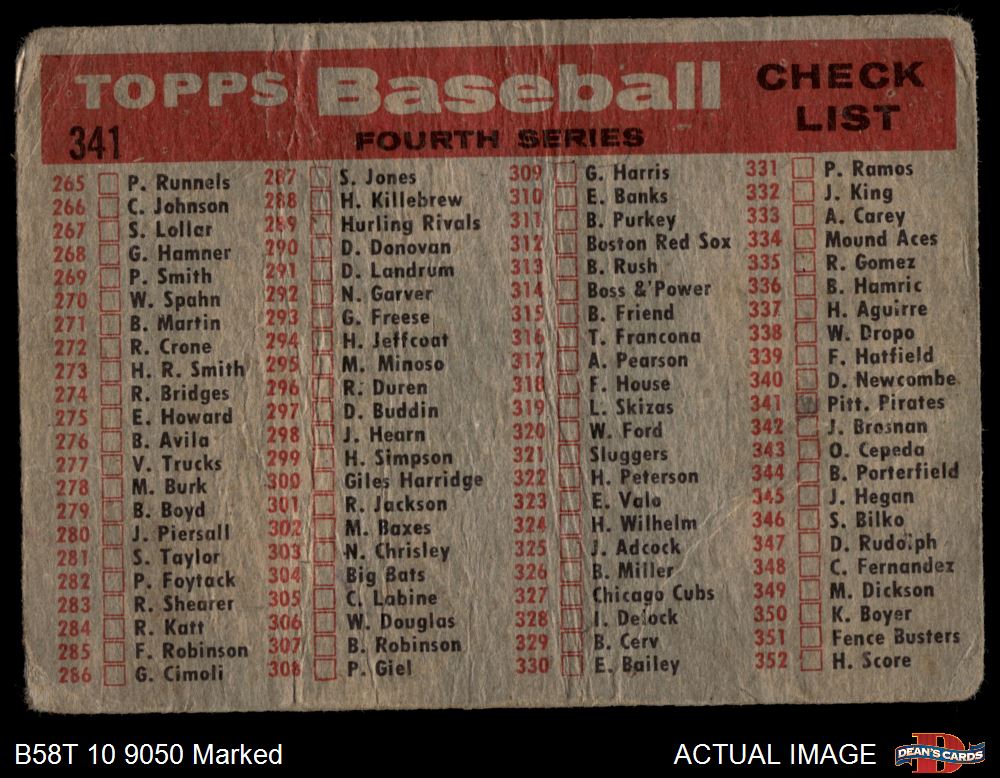 TOPPS Baseball CHECK LIST
341 FOURTH SERIES
265 P. Runnels
266 C. Johnson
267 S. Lollar
268 G. Hamner
269 P. Smith
270 W. Spahn
271 B. Martin
272 R. Crone
273 H. R. Smith
274 R. Bridges
275 E. Howard
276 B. Avila
277 V. Trucks
278 M. Burk
279 B. Boyd
280 J. Piersall
281 S. Taylor
282 P. Foytack
283 R. Shearer
284 R. Katt
285 F. Robinson
286 G. Cimoli
287 S. Jones
288 H. Killebrew
289 Hurling Rivals
290 D. Donovan
291 D. Landrum
292 N. Garver
293 G. Freese
294 H. Jeffcoat
295 M. Minoso
296 R. Duren
297 D. Buddin
298 J. Hearn
299 H. Simpson
300 Giles Harridge
301 R. Jackson
302 M. Baxes
303 N. Chrisley
304 Big Bats
305 C. Labine
306 W. Douglas
307 B. Robinson
308 P. Giel
309 G. Harris
310 E. Banks
311 B. Purkey
312 Boston Red Sox
313 B. Rush
314 Boss & Power
315 B. Friend
316 T. Francona
317 A. Pearson
318 F. House
319 L. Skizas
320 W. Ford
321 Sluggers
322 H. Peterson
323 E. Valo
324 H. Wilhelm
325 J. Adcock
326 B. Miller
327 Chicago Cubs
328 I. Delock
329 B. Cerv
330 E. Bailey
331 P. Ramos
332 J. King
333 A. Carey
334 Mound Aces
335 R. Gomez
336 B. Hamric
337 H. Aguirre
338 W. Dropo
339 F. Hatfield
340 D. Newcombe
341 Pitt. Pirates
342 J. Brosnan
343 O. Cepeda
344 B. Porterfield
345 J. Hegan
346 S. Bilko
347 D. Rudolph
348 C. Fernandez
349 M. Dickson
350 K. Boyer
351 Fence Busters
352 H. Score
B58T 10 9050 Marked
ACTUAL IMAGE
DEAN'S CARDS